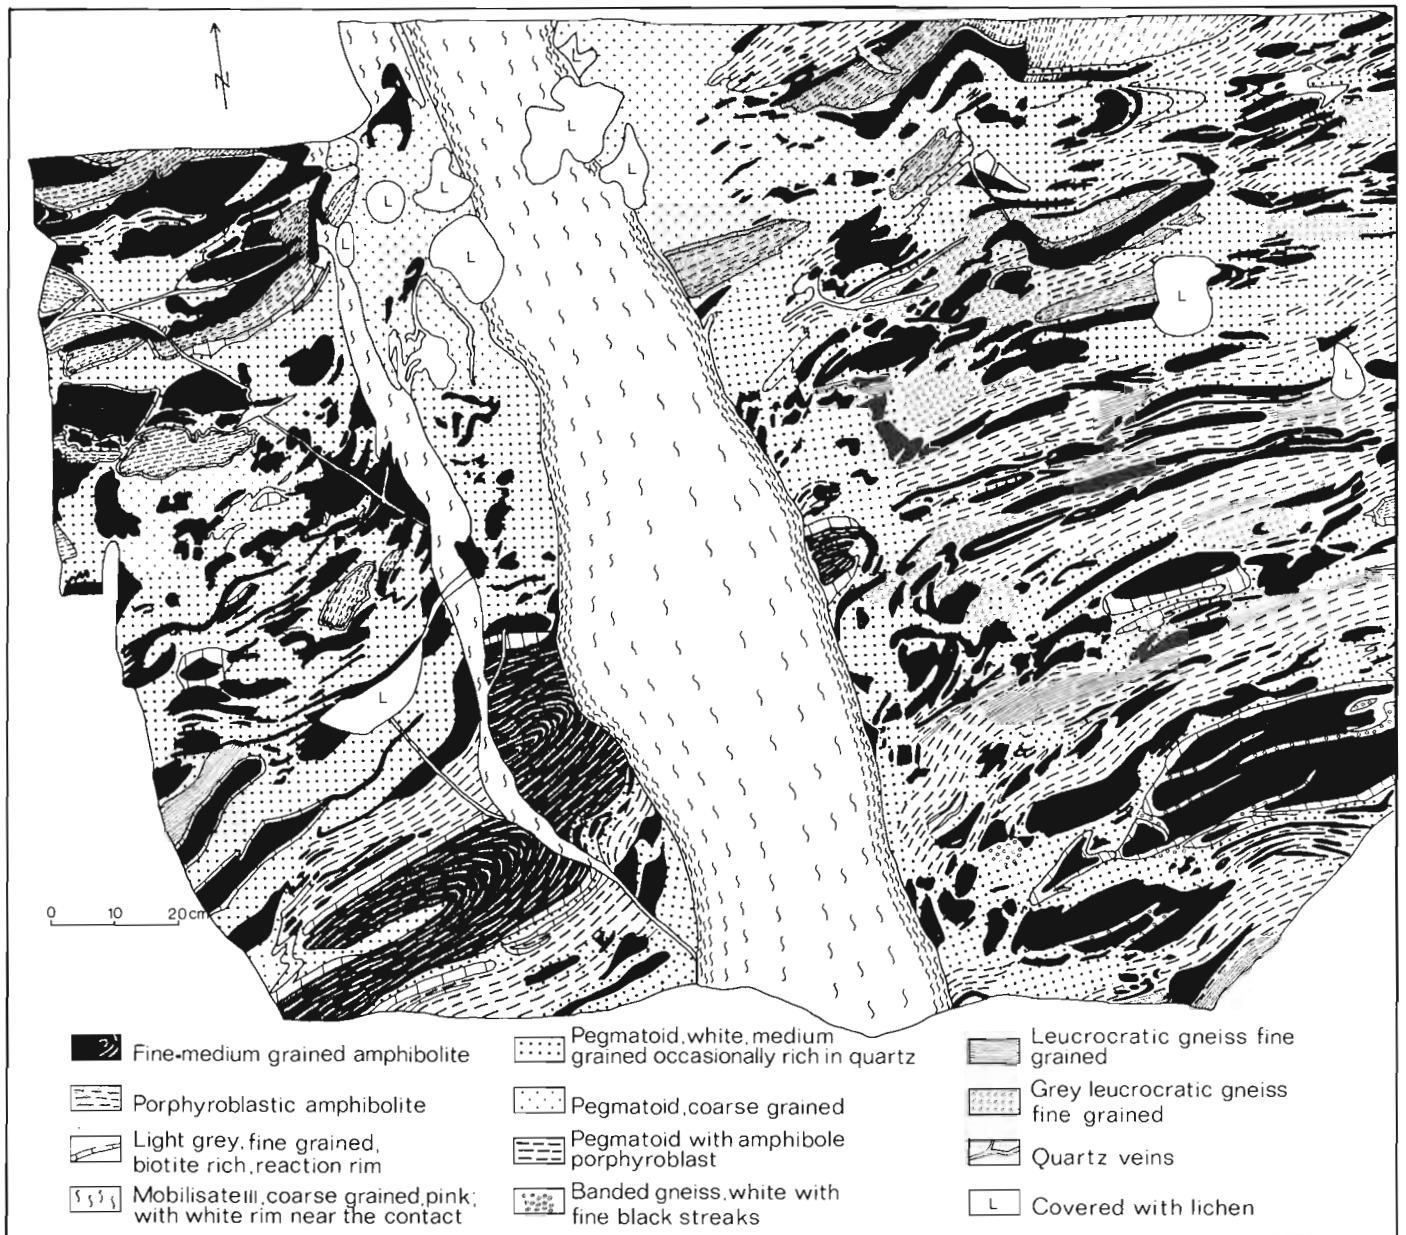 N
L
L
L
L
L
L
L
L
L
0 10 20cm
Fine-medium grained amphibolite
Porphyroblastic amphibolite
Light grey, fine grained,
biotite rich, reaction rim
Mobilisate III, coarse grained, pink;
with white rim near the contact
Pegmatoid, white, medium
grained occasionally rich in quartz
Pegmatoid, coarse grained
Pegmatoid with amphibole
porphyroblast
Banded gneiss, white with
fine black streaks
Leucrocratic gneiss fine
grained
Grey leucrocratic gneiss
fine grained
Quartz veins
L
Covered with lichen